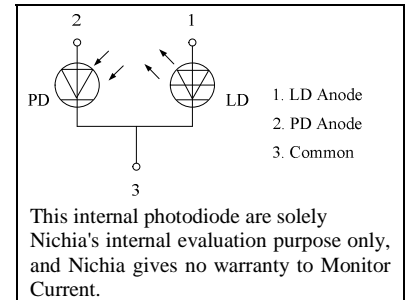 2 1
PD LD
1. LD Anode
2. PD Anode
3. Common
3
This internal photodiode are solely
Nichia's internal evaluation purpose only,
and Nichia gives no warranty to Monitor
Current.